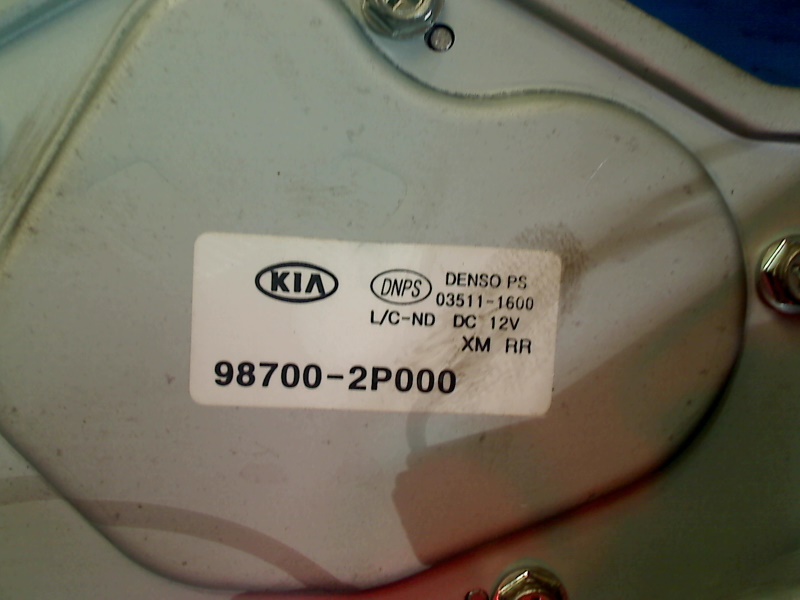 KIA
DNPS DENSO PS
03511-1600
L/C-ND DC 12V
XM RR
98700-2P000